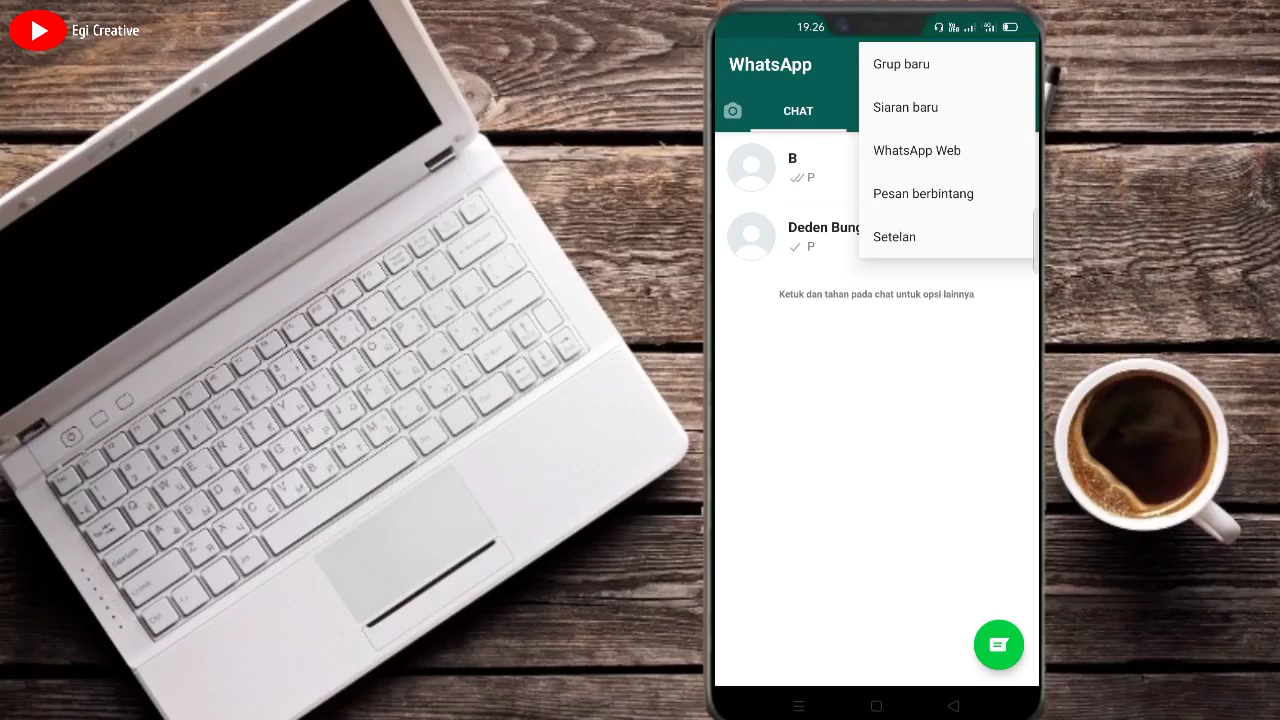 Egi Creative
19.26
WhatsApp
CHAT
Grup baru
Siaran baru
WhatsApp Web
Pesan berbintang
Setelan
B
P
Deden Bung
P
Ketuk dan tahan pada chat untuk opsi lainnya